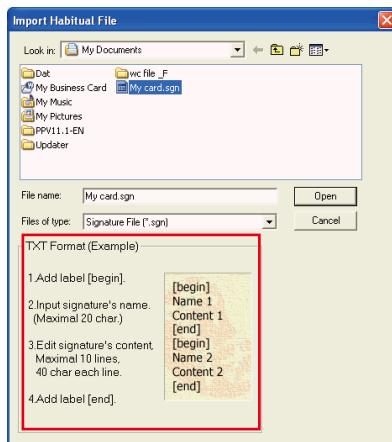 Import Habitual File
Look in: My Documents
Dat
My Business Card
My Music
My Pictures
PPV11.1-EN
Updater
wc file _F
My card.sgn
File name: My card.sgn Open
Files of type: Signature File (*.sgn) Cancel
TXT Format (Example)
1.Add label [begin].
2.Input signature's name.
(Maximal 20 char.)
3.Edit signature's content,
Maximal 10 lines,
40 char each line.
4.Add label [end].
[begin]
Name 1
Content 1
[end]
[begin]
Name 2
Content 2
[end]